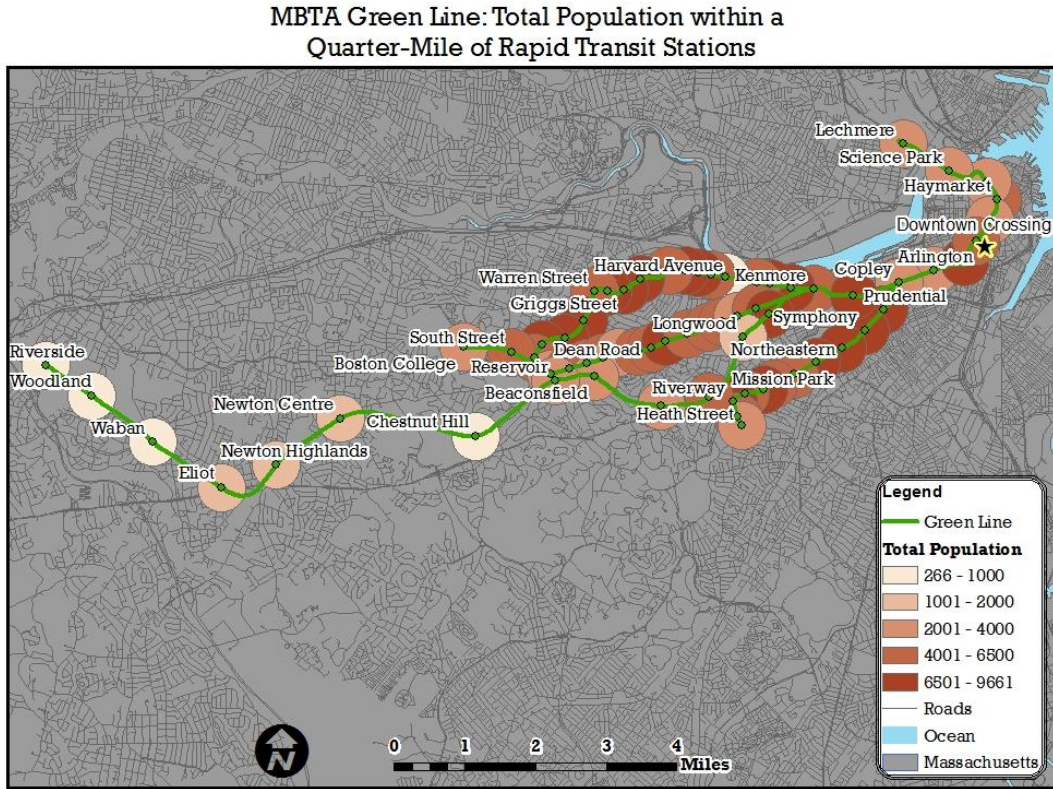 MBTA Green Line: Total Population within a
Quarter-Mile of Rapid Transit Stations
Lechmere
Science Park
Haymarket
Downtown Crossing
Arlington
Copley
Kenmore
Harvard Avenue
Warren Street
Prudential
Griggs Street
Symphony
Longwood
South Street
Dean Road
Northeastern
Riverside
Boston College
Reservoir
Woodland
Mission Park
Riverway
Beaconsfield
Newton Centre
Heath Street
Chestnut Hill
Waban
Newton Highlands
Eliot
Legend
Green Line
Total Population
266 - 1000
1001 - 2000
2001 - 4000
4001 - 6500
6501 - 9661
Roads
Ocean
Massachusetts
N
0 1 2 3 4
Miles